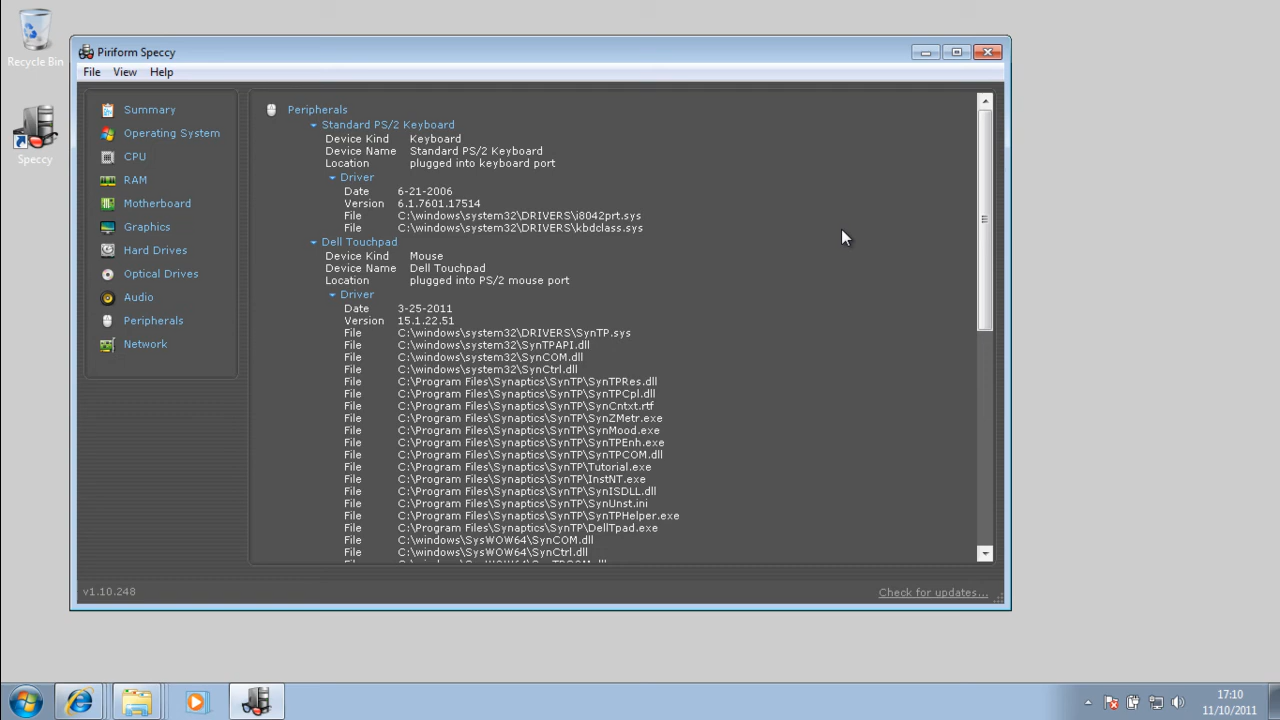 Recycle Bin
Speccy
Piriform Speccy
File View Help
Summary
Operating System
CPU
RAM
Motherboard
Graphics
Hard Drives
Optical Drives
Audio
Peripherals
Network
Peripherals
Standard PS/2 Keyboard
Device Kind Keyboard
Device Name Standard PS/2 Keyboard
Location plugged into keyboard port
Driver
Date 6-21-2006
Version 6.1.7601.17514
File C:\windows\system32\DRIVERS\i8042prt.sys
File C:\windows\system32\DRIVERS\kbdclass.sys
Dell Touchpad
Device Kind Mouse
Device Name Dell Touchpad
Location plugged into PS/2 mouse port
Driver
Date 3-25-2011
Version 15.1.22.51
File C:\windows\system32\DRIVERS\SynTP.sys
File C:\windows\system32\SynTPAPI.dll
File C:\windows\system32\SynCOM.dll
File C:\windows\system32\SynCtrl.dll
File C:\Program Files\Synaptics\SynTP\SynTPRes.dll
File C:\Program Files\Synaptics\SynTP\SynTPCpl.dll
File C:\Program Files\Synaptics\SynTP\SynCntxt.rtf
File C:\Program Files\Synaptics\SynTP\SynZMetr.exe
File C:\Program Files\Synaptics\SynTP\SynMood.exe
File C:\Program Files\Synaptics\SynTP\SynTPEnh.exe
File C:\Program Files\Synaptics\SynTP\SynTPCOM.dll
File C:\Program Files\Synaptics\SynTP\Tutorial.exe
File C:\Program Files\Synaptics\SynTP\InstNT.exe
File C:\Program Files\Synaptics\SynTP\SynISDLL.dll
File C:\Program Files\Synaptics\SynTP\SynUnst.ini
File C:\Program Files\Synaptics\SynTP\SynTPHelper.exe
File C:\Program Files\Synaptics\SynTP\DellTpad.exe
File C:\windows\SysWOW64\SynCOM.dll
File C:\windows\SysWOW64\SynCtrl.dll
v1.10.248
Check for updates...
17:10
11/10/2011